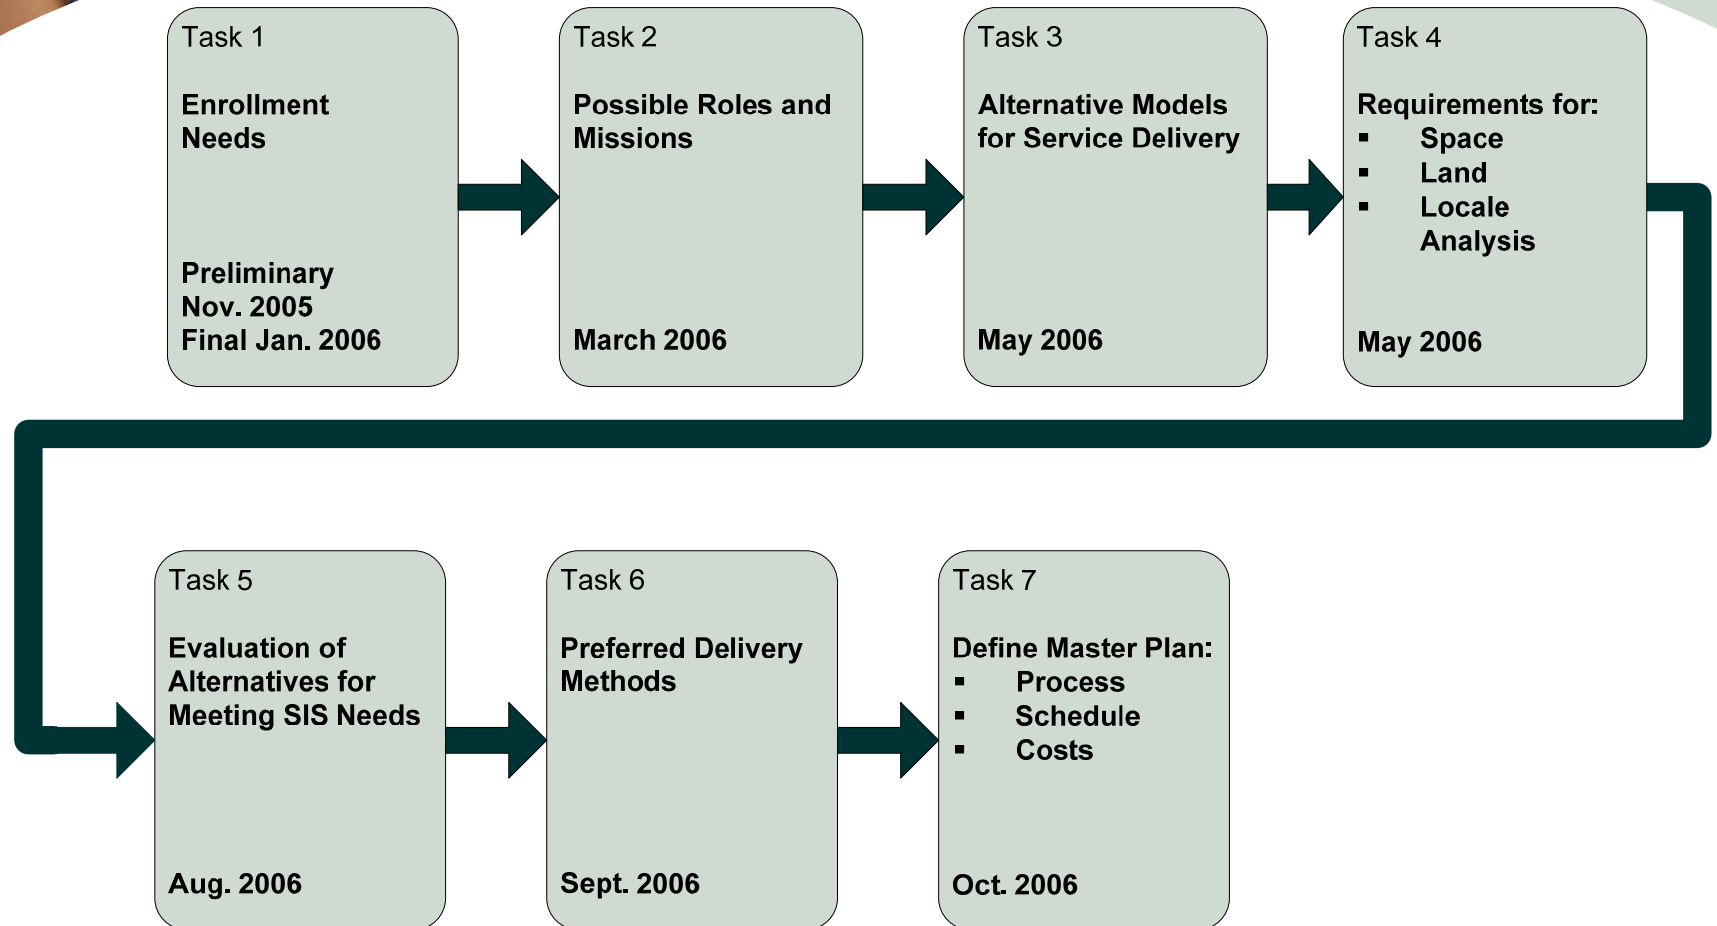 Task 1
Enrollment
Needs
Preliminary
Nov. 2005
Final Jan. 2006
Task 2
Possible Roles and
Missions
March 2006
Task 3
Alternative Models
for Service Delivery
May 2006
Task 4
Requirements for:
▪ Space
▪ Land
▪ Locale
Analysis
May 2006
Task 5
Evaluation of
Alternatives for
Meeting SIS Needs
Aug. 2006
Task 6
Preferred Delivery
Methods
Sept. 2006
Task 7
Define Master Plan:
▪ Process
▪ Schedule
▪ Costs
Oct. 2006